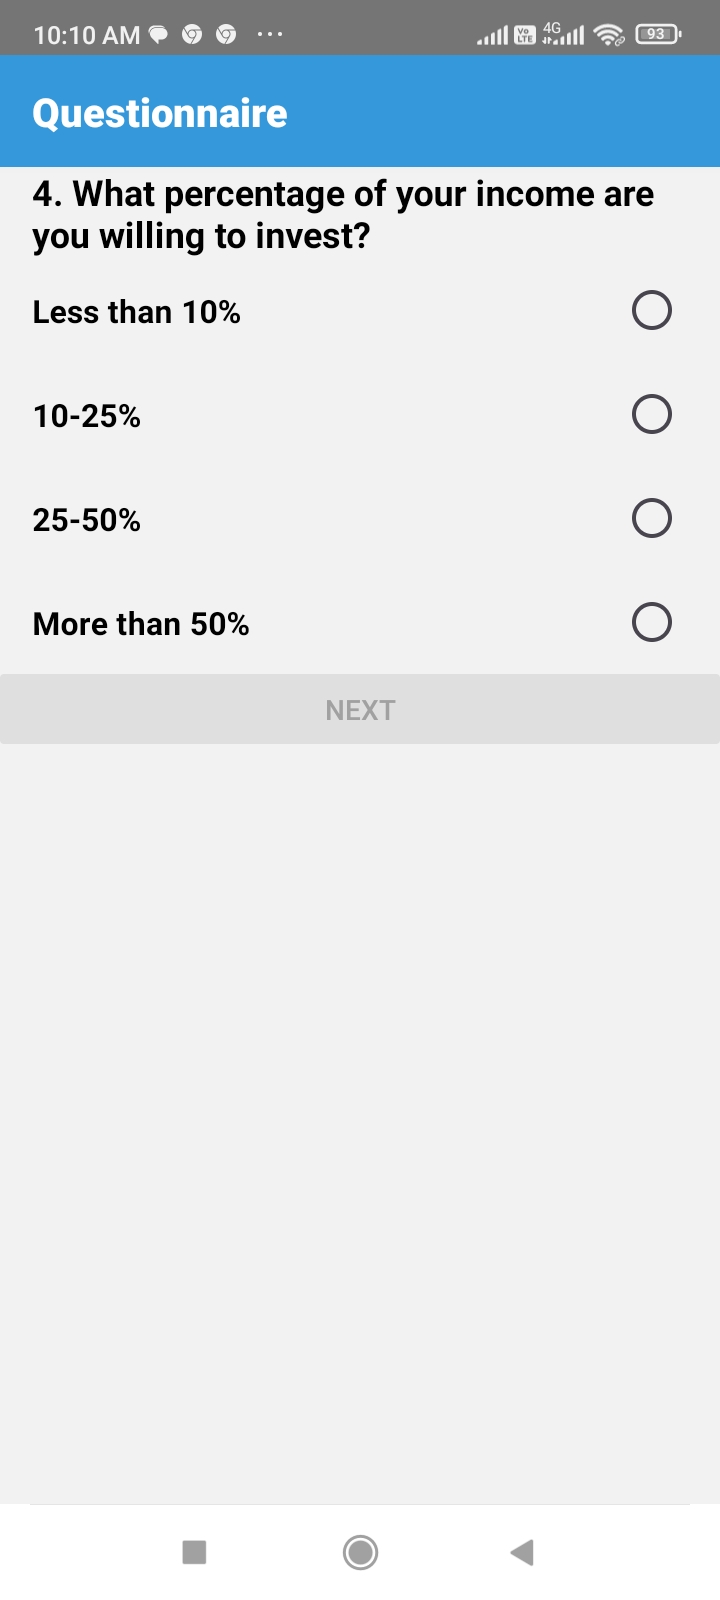 10:10 AM
Vo LTE 4G 93
Questionnaire
4. What percentage of your income are
you willing to invest?
Less than 10%
10-25%
25-50%
More than 50%
NEXT